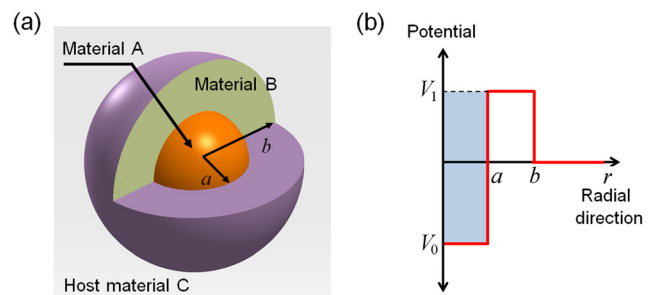 (a)
Material A
Material B
b
a
Host material C
(b)
Potential
V₁
a
b
r
Radial
direction
V₀